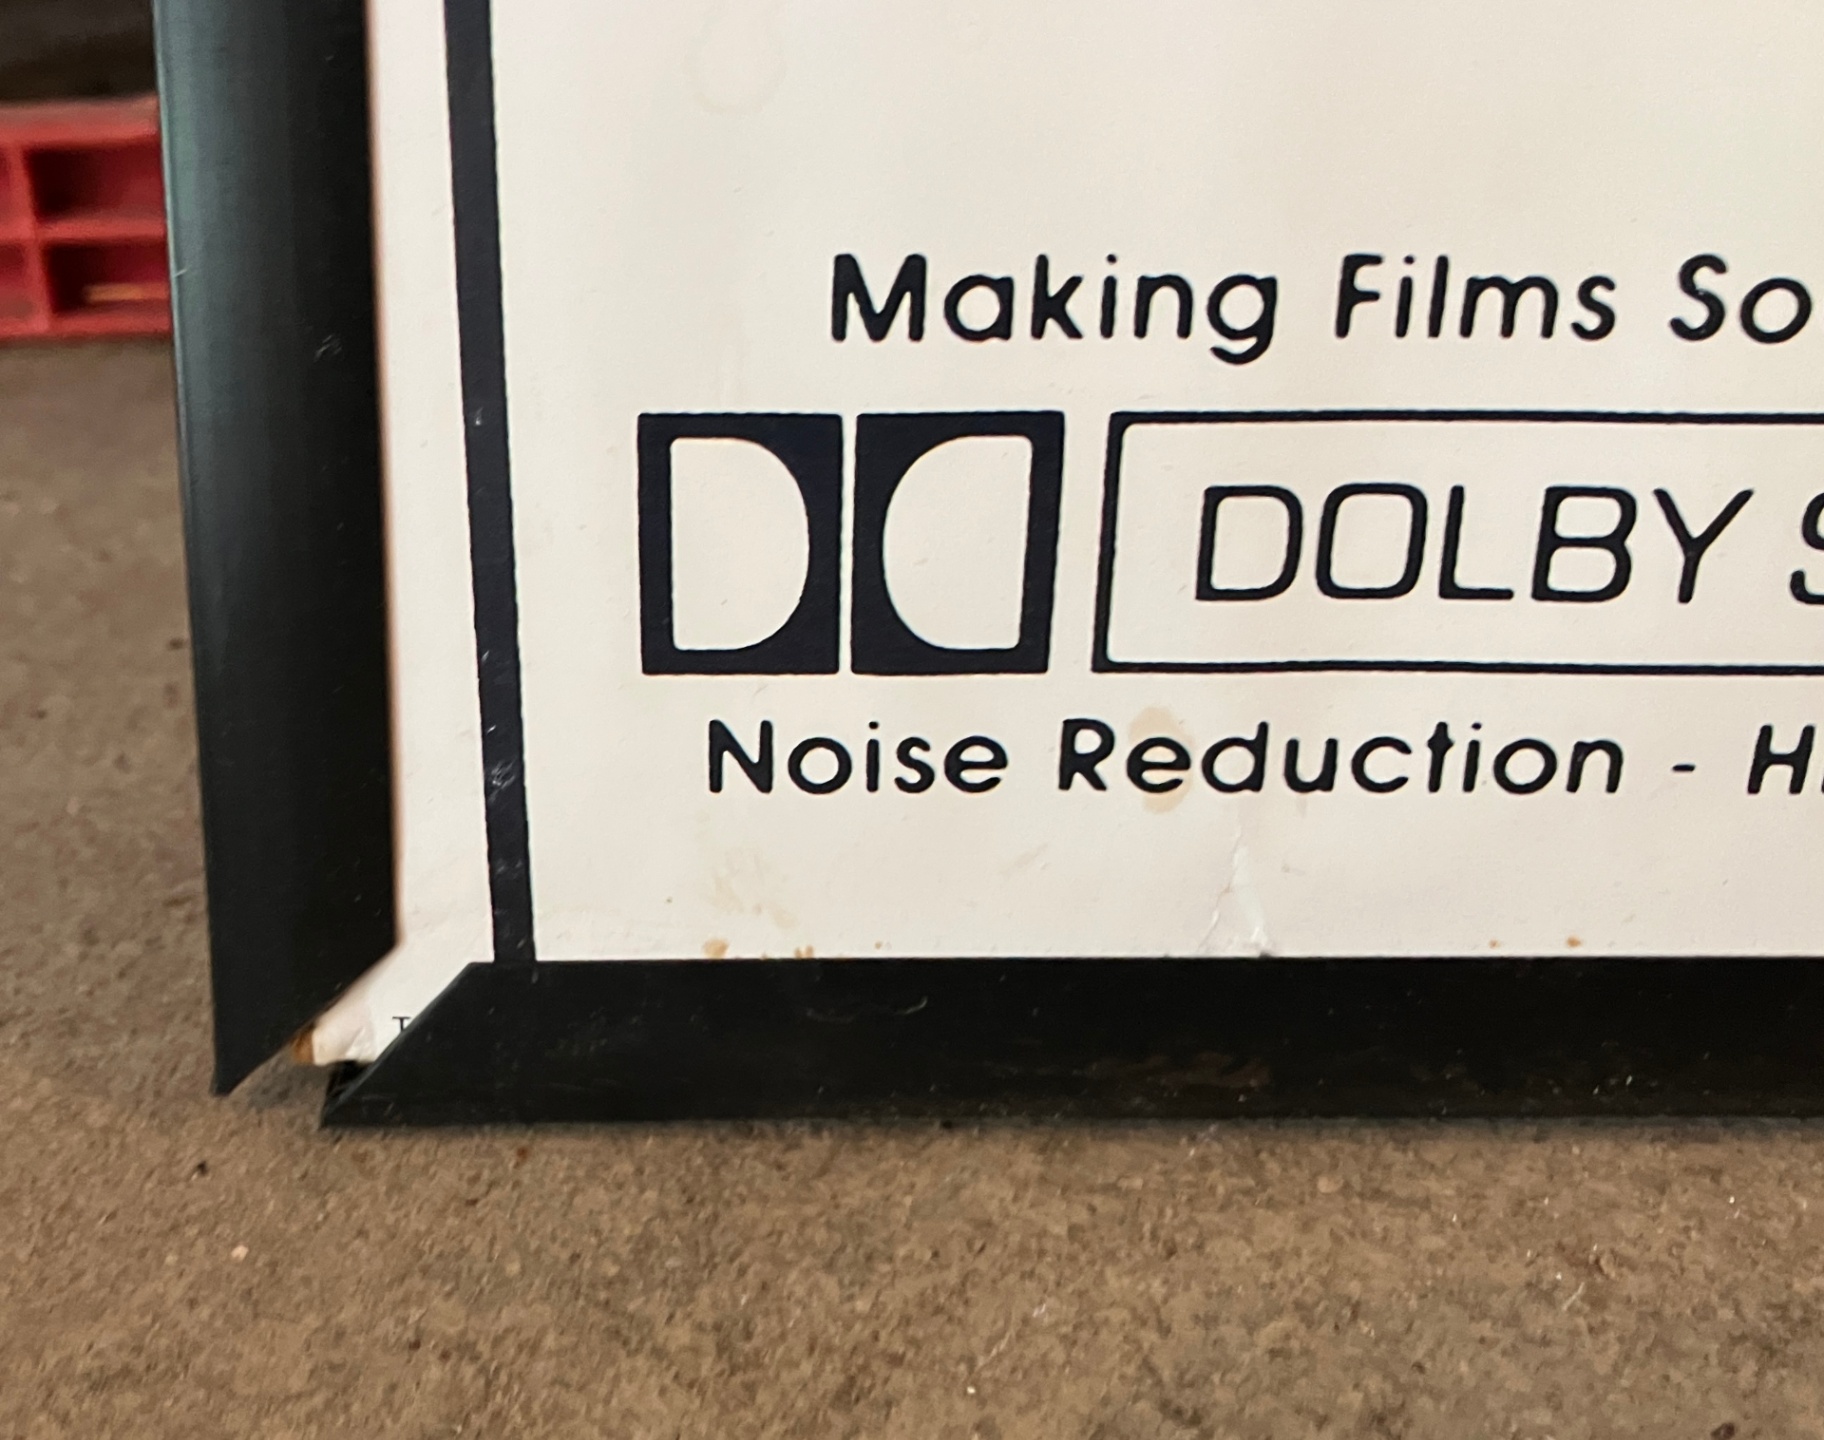 Making Films So
DOLBY S
Noise Reduction - H
T